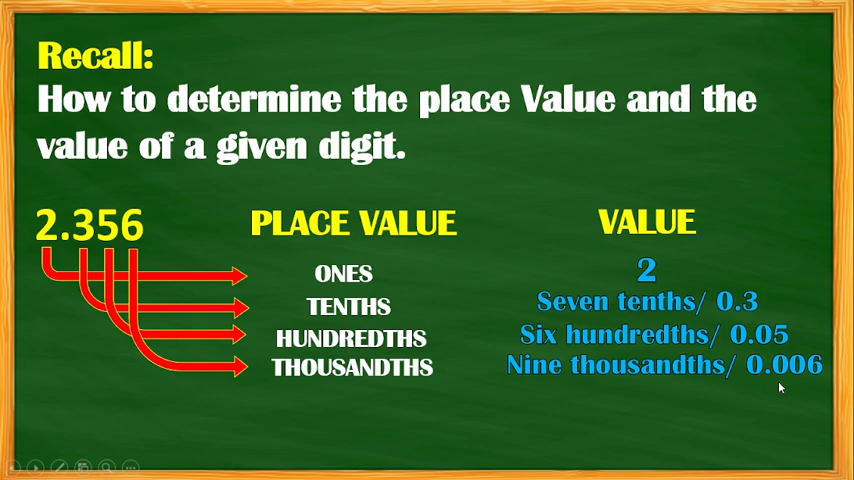 Recall:
How to determine the place Value and the
value of a given digit.
2.356 PLACE VALUE VALUE
ONES 2
TENTHS Seven tenths/ 0.3
HUNDREDTHS Six hundredths/ 0.05
THOUSANDTHS Nine thousandths/ 0.006